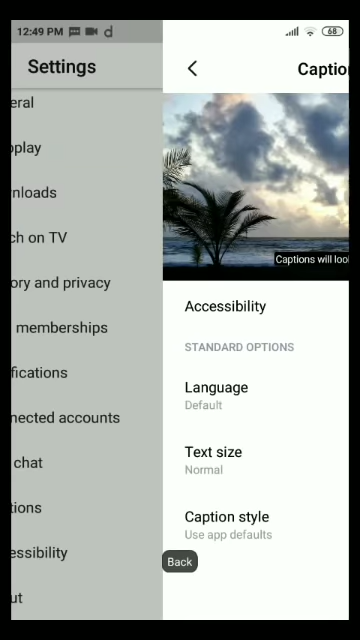 12:49 PM
68
Settings
Captio
eral
oplay
nloads
ch on TV
ory and privacy
memberships
fications
nected accounts
chat
tions
essibility
ut
Captions will loo
Accessibility
STANDARD OPTIONS
Language
Default
Text size
Normal
Caption style
Use app defaults
Back